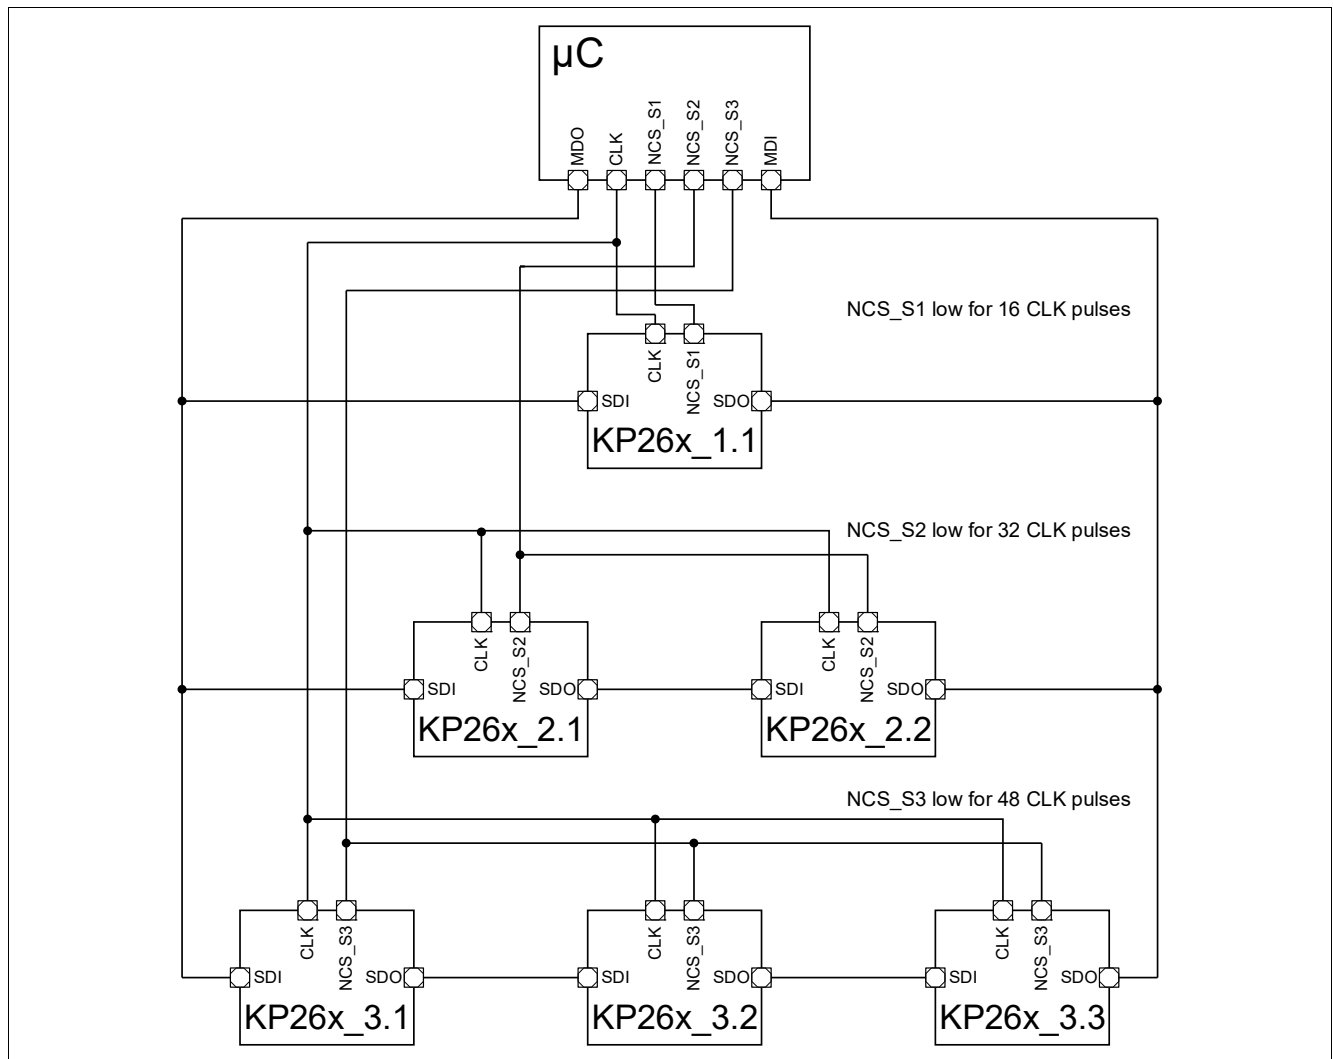 µC
MDO
CLK
NCS_S1
NCS_S2
NCS_S3
MDI
NCS_S1 low for 16 CLK pulses
CLK
NCS_S1
SDI
SDO
KP26x_1.1
NCS_S2 low for 32 CLK pulses
CLK
NCS_S2
SDI
SDO
KP26x_2.1
CLK
NCS_S2
SDI
SDO
KP26x_2.2
NCS_S3 low for 48 CLK pulses
CLK
NCS_S3
SDI
SDO
KP26x_3.1
CLK
NCS_S3
SDI
SDO
KP26x_3.2
CLK
NCS_S3
SDI
SDO
KP26x_3.3